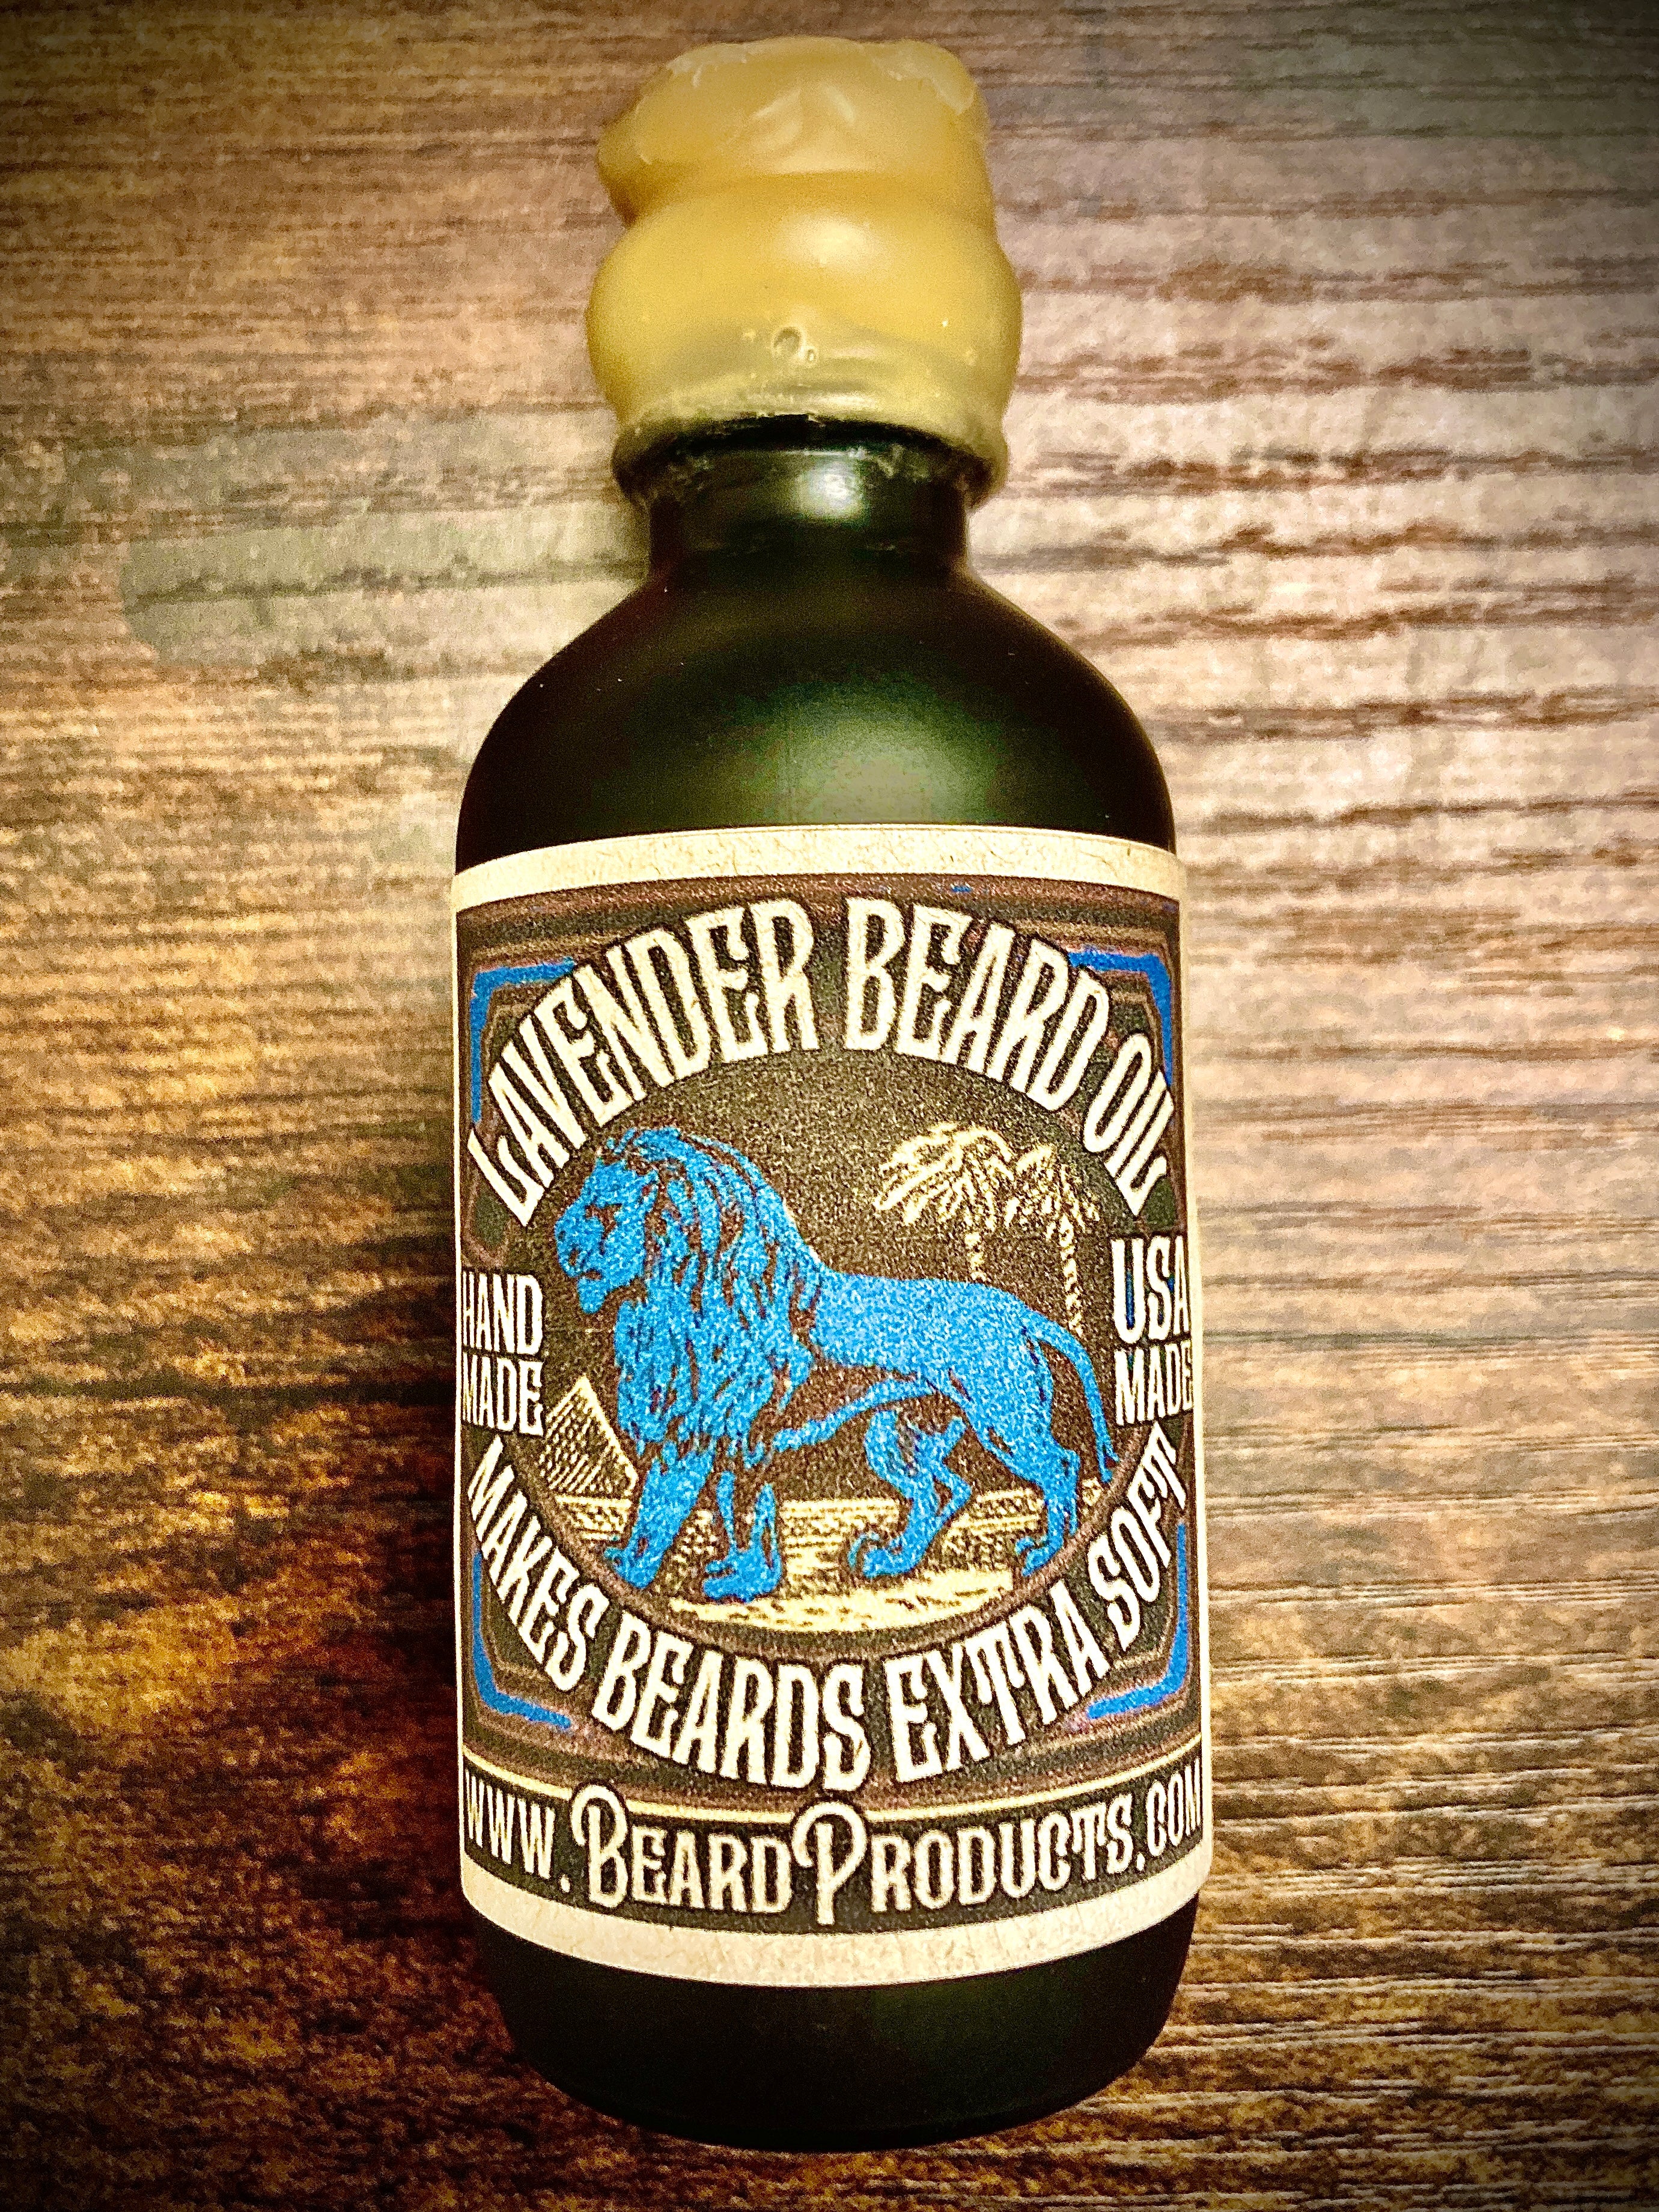 LAVENDER BEARD OIL
HAND
MADE
USA
MADE
MAKES BEARDS EXTRA SOFT
WWW.BEARDPRODUCTS.COM